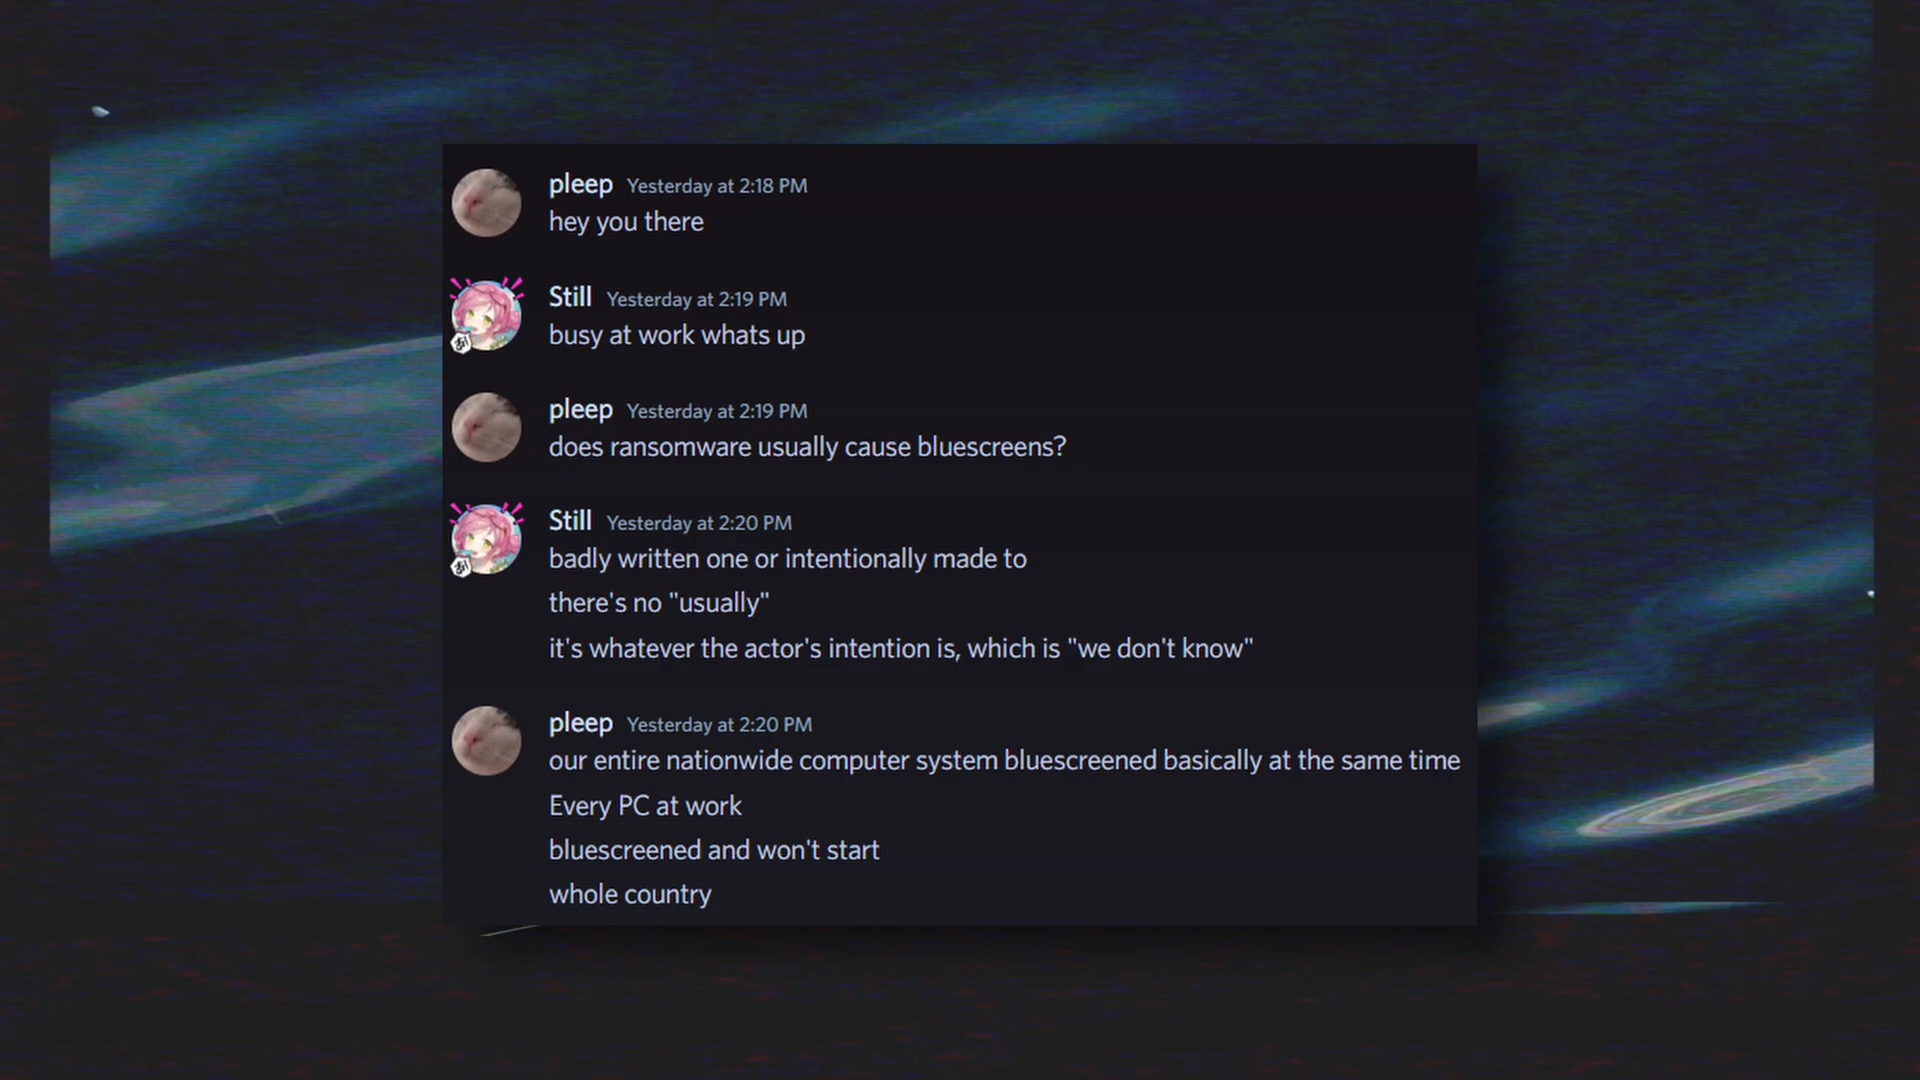 pleep Yesterday at 2:18 PM
hey you there
Still Yesterday at 2:19 PM
busy at work whats up
pleep Yesterday at 2:19 PM
does ransomware usually cause bluescreens?
Still Yesterday at 2:20 PM
badly written one or intentionally made to
there's no "usually"
it's whatever the actor's intention is, which is "we don't know"
pleep Yesterday at 2:20 PM
our entire nationwide computer system bluescreened basically at the same time
Every PC at work
bluescreened and won't start
whole country